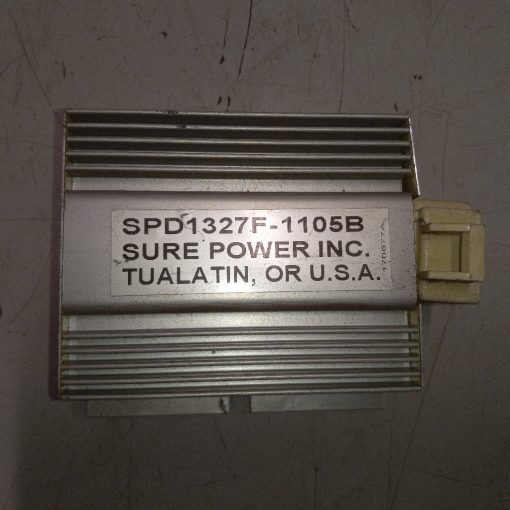 SPD1327F-1105B
SURE POWER INC.
TUALATIN, OR U.S.A.